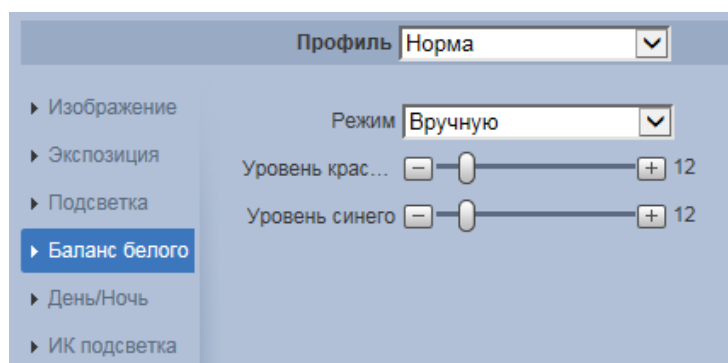 Профиль Норма
Изображение
Экспозиция
Подсветка
Баланс белого
День/Ночь
ИК подсветка
Режим Вручную
Уровень крас... 12
Уровень синего 12